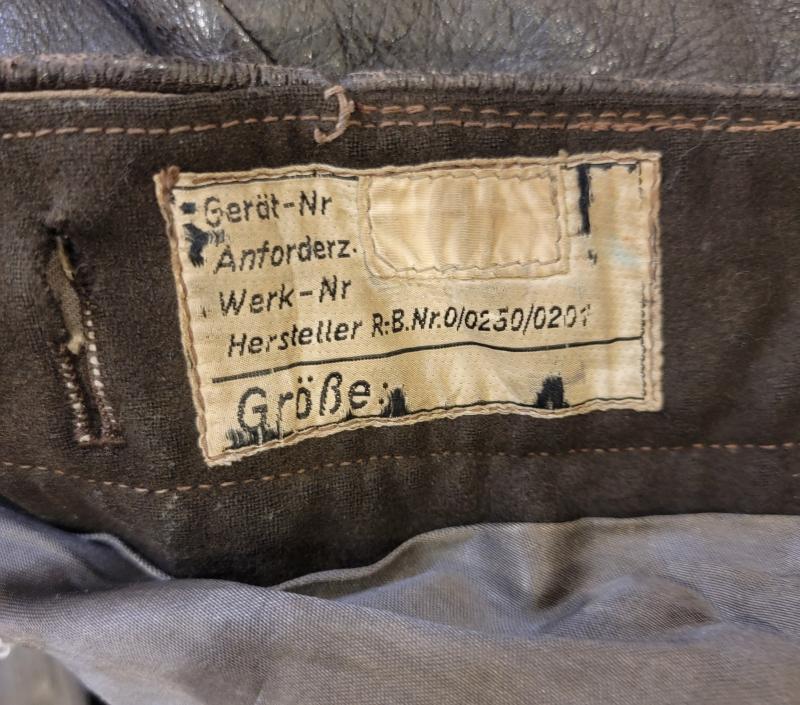 Gerät-Nr
Anforderz.
Werk-Nr
Hersteller R.B.Nr.0/0250/0201
Größe: